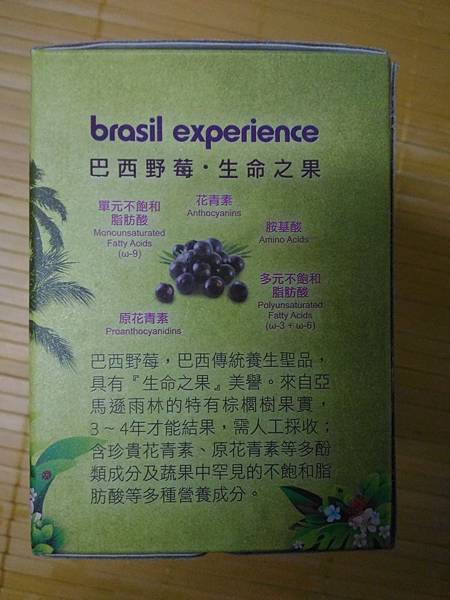 brasil experience
巴西野莓·生命之果
單元不飽和
脂肪酸
Monounsaturated
Fatty Acids
(ω-9)
花青素
Anthocyanins
胺基酸
Amino Acids
多元不飽和
脂肪酸
Polyunsaturated
Fatty Acids
(ω-3 + ω-6)
原花青素
Proanthocyanidins
巴西野莓，巴西傳統養生聖品，
具有『生命之果』美譽。來自亞
馬遜雨林的特有棕櫚樹果實，
3～4年才能結果，需人工採收；
含珍貴花青素、原花青素等多酚
類成分及蔬果中罕見的不飽和脂
肪酸等多種營養成分。